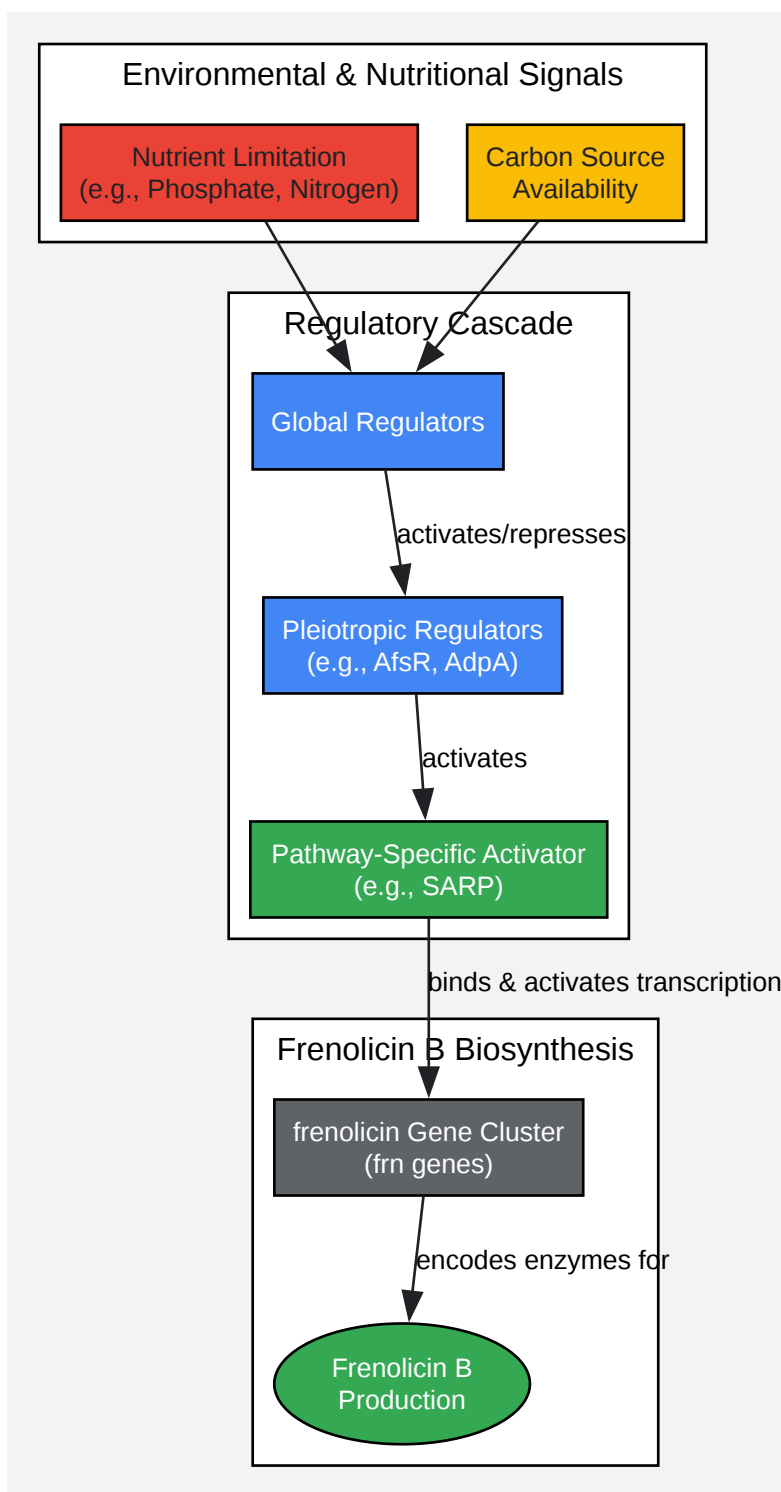 Environmental & Nutritional Signals
Nutrient Limitation
(e.g., Phosphate, Nitrogen)
Carbon Source
Availability
Regulatory Cascade
Global Regulators
activates/represses
Pleiotropic Regulators
(e.g., AfsR, AdpA)
activates
Pathway-Specific Activator
(e.g., SARP)
binds & activates transcription
Frenolicin B Biosynthesis
frenolicin Gene Cluster
(frn genes)
encodes enzymes for
Frenolicin B
Production